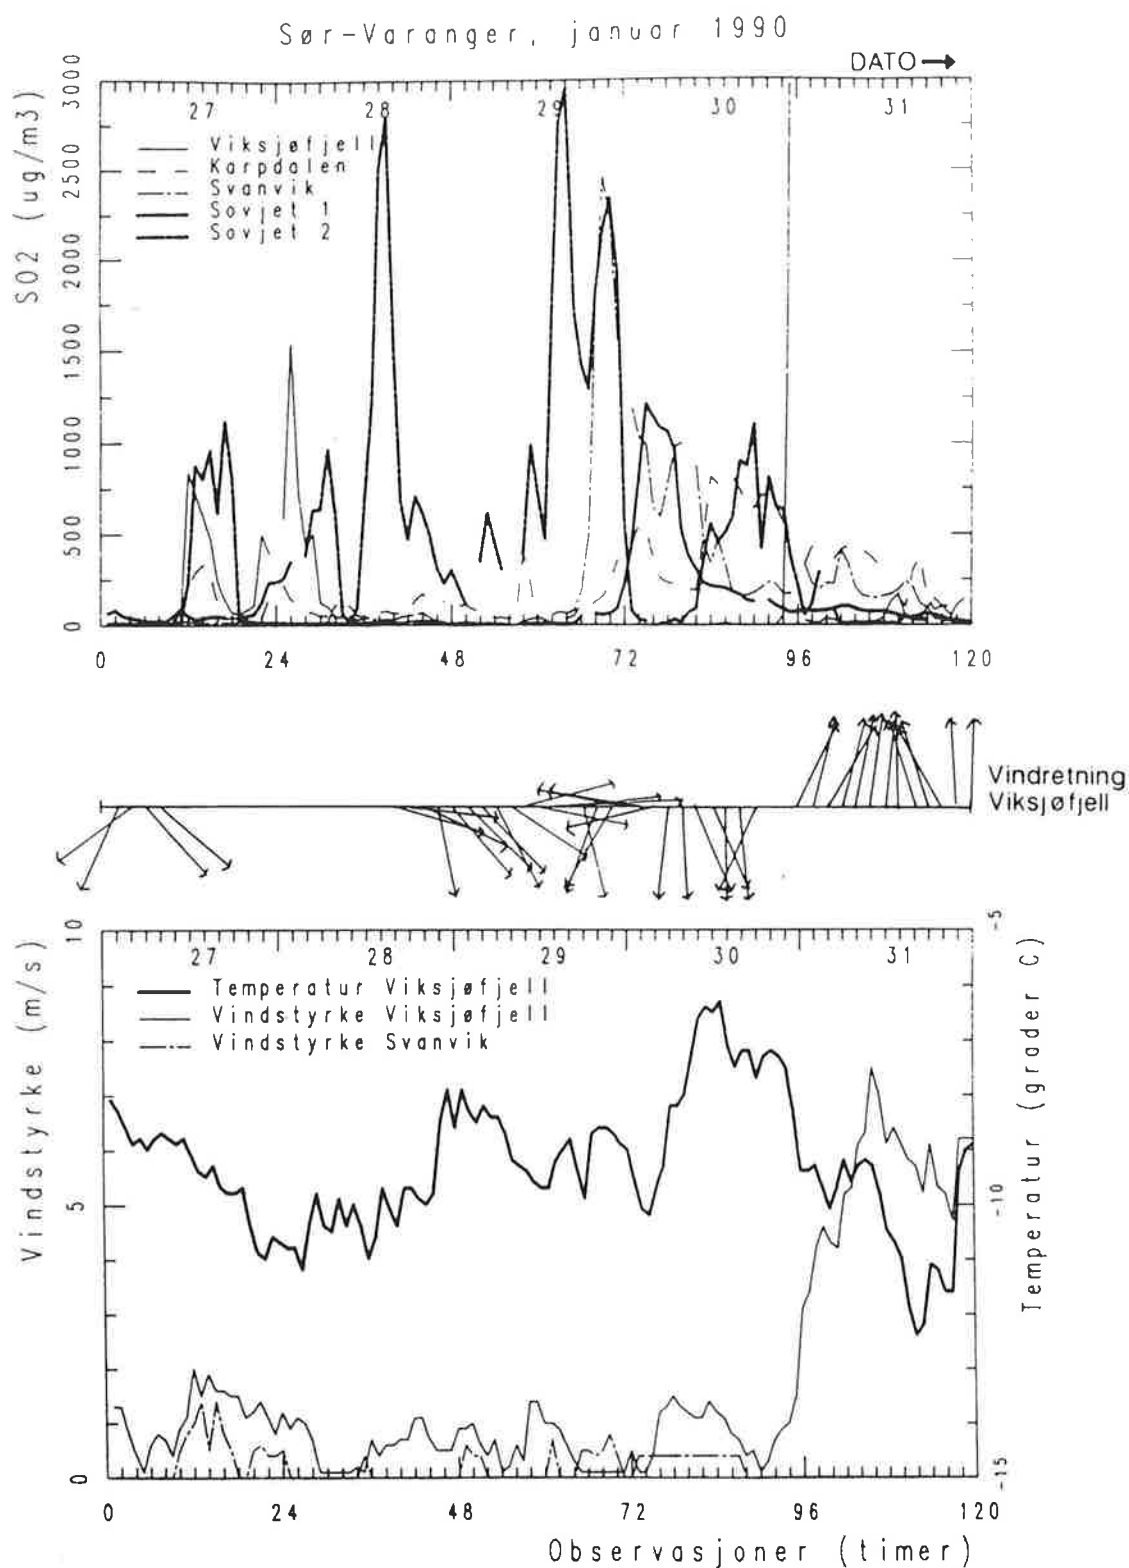 Sør-Varanger, januar 1990
DATO →
SO2 (ug/m3)
3000
2500
2000
1500
1000
500
0
27
28
29
30
31
Viksjøfjell
Karpdalen
Svanvik
Sovjet 1
Sovjet 2
0
24
48
72
96
120
Vindretning
Viksjøfjell
Vindstyrke (m/s)
10
5
0
27
28
29
30
31
Temperatur Viksjøfjell
Vindstyrke Viksjøfjell
Vindstyrke Svanvik
-5
-10
-15
Temperatur (grader C)
0
24
48
72
96
120
Observasjoner (timer)